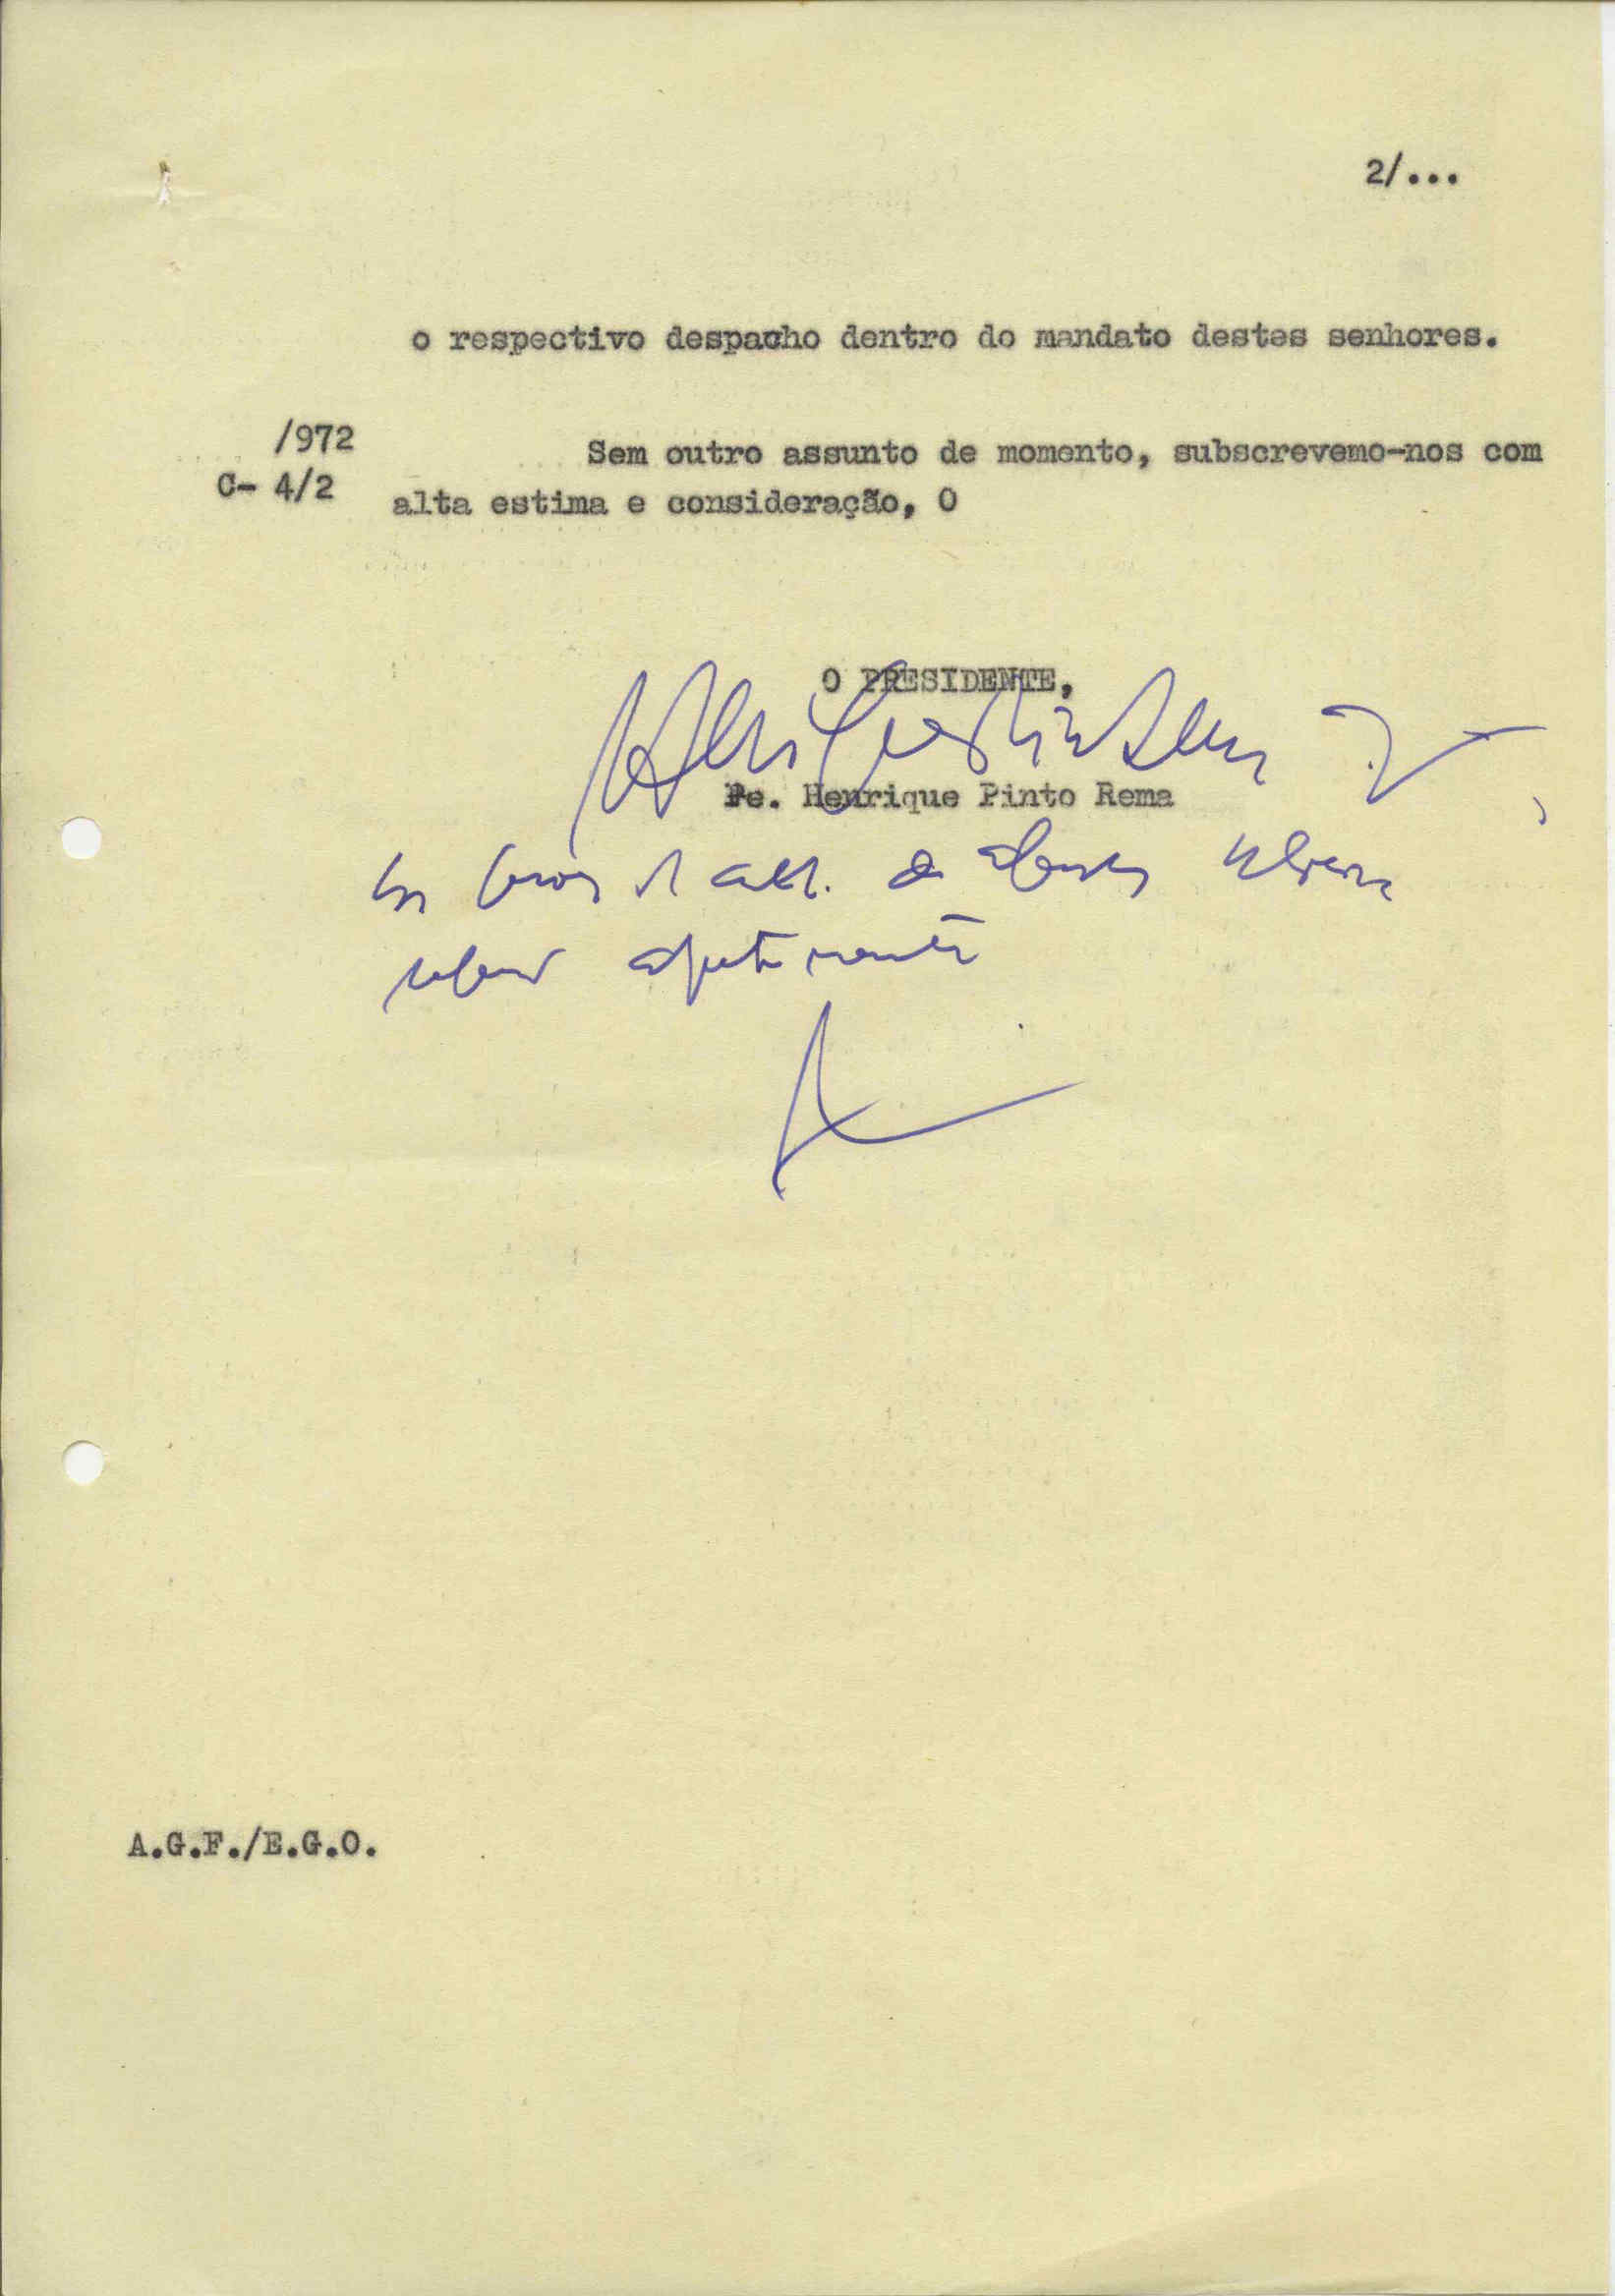 2/...
o respectivo despacho dentro do mandato destes senhores.
/972
C- 4/2
Sem outro assunto de momento, subscrevemo-nos com
alta estima e consideração, O
O PRESIDENTE,
Pe. Henrique Pinto Rema
A.G.F./E.G.O.